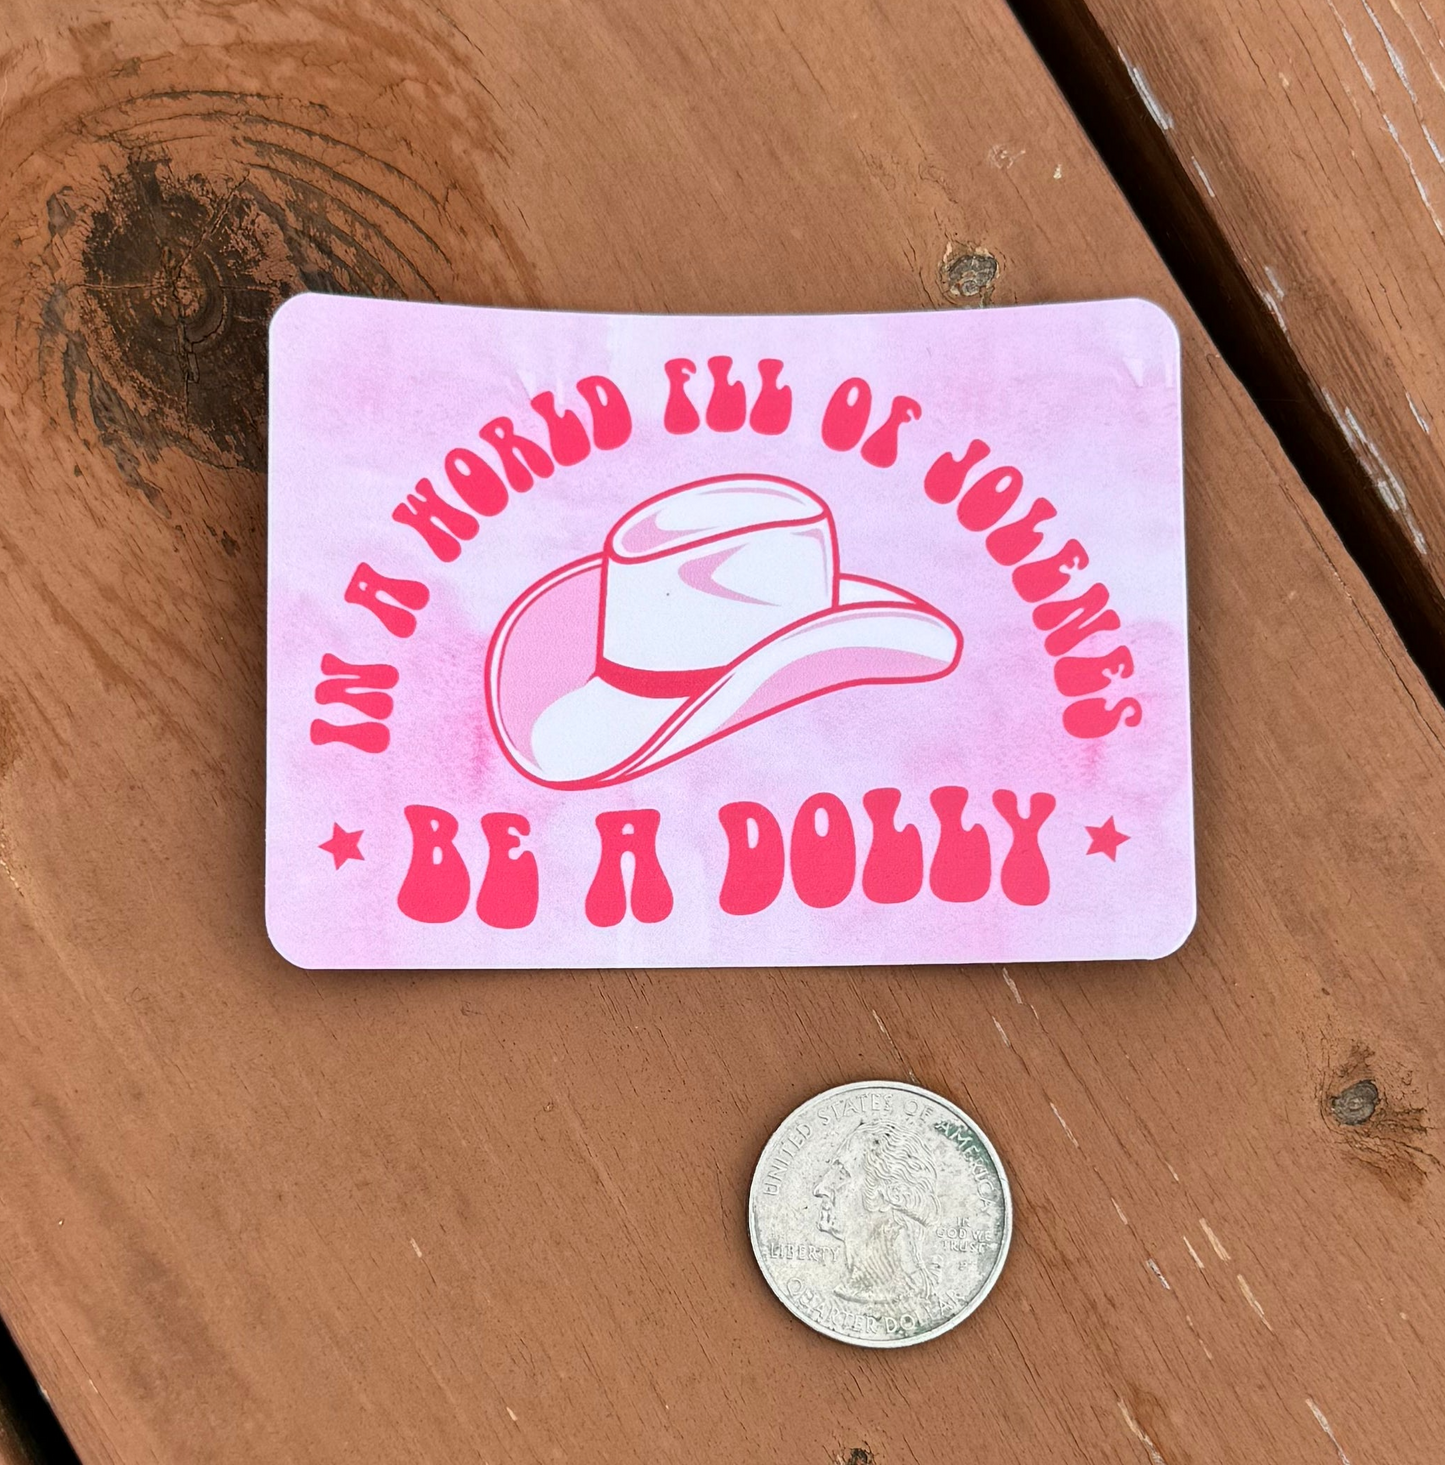 IN A WORLD FLL OF JOLENES
BE A DOLLY
UNITED STATES OF AMERICA
LIBERTY
IN
GOD WE
TRUST
QUARTER DOLLAR